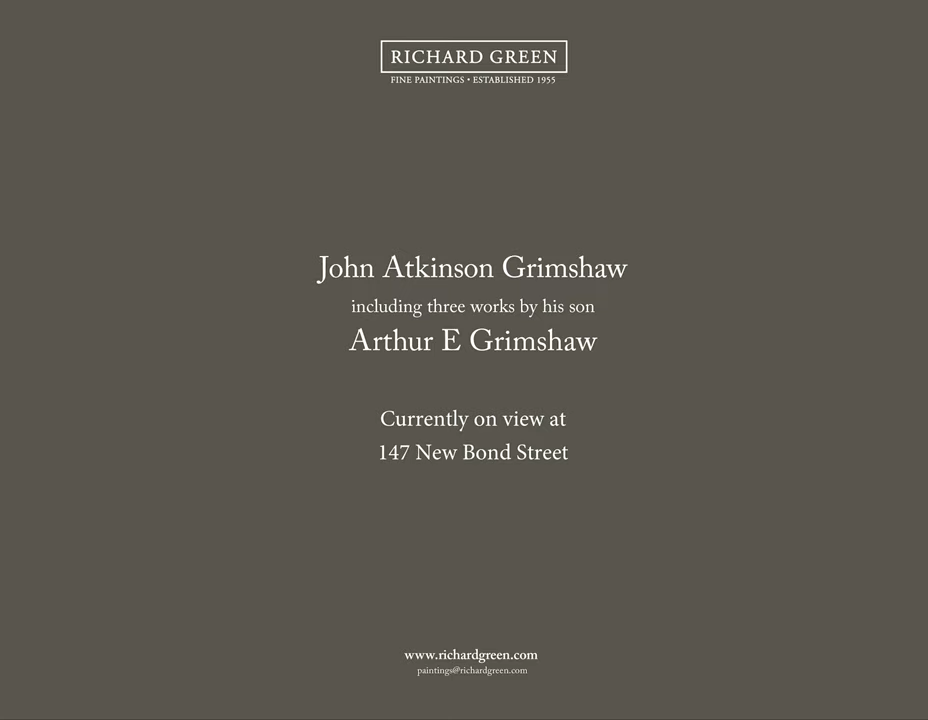 RICHARD GREEN
FINE PAINTINGS • ESTABLISHED 1955
John Atkinson Grimshaw
including three works by his son
Arthur E Grimshaw
Currently on view at
147 New Bond Street
www.richardgreen.com
paintings@richardgreen.com